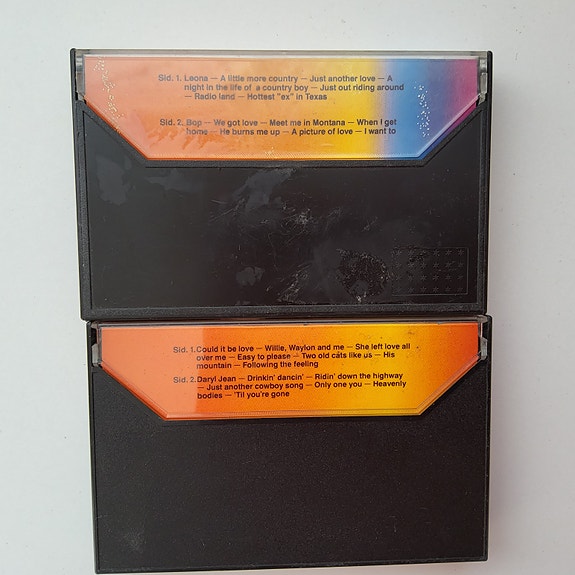 Sid. 1. Leona — A little more country — Just another love — A
night in the life of a country boy — Just out riding around
— Radio land — Hottest "ex" in Texas
Sid. 2. Bop — We got love — Meet me in Montana — When I get
home — He burns me up — A picture of love — I want to
Sid. 1. Could it be love — Willie, Waylon and me — She left love all
over me — Easy to please — Two old cats like us — His
mountain — Following the feeling
Sid. 2. Daryl Jean — Drinkin' dancin' — Ridin' down the highway
— Just another cowboy song — Only one you — Heavenly
bodies — 'Til you're gone